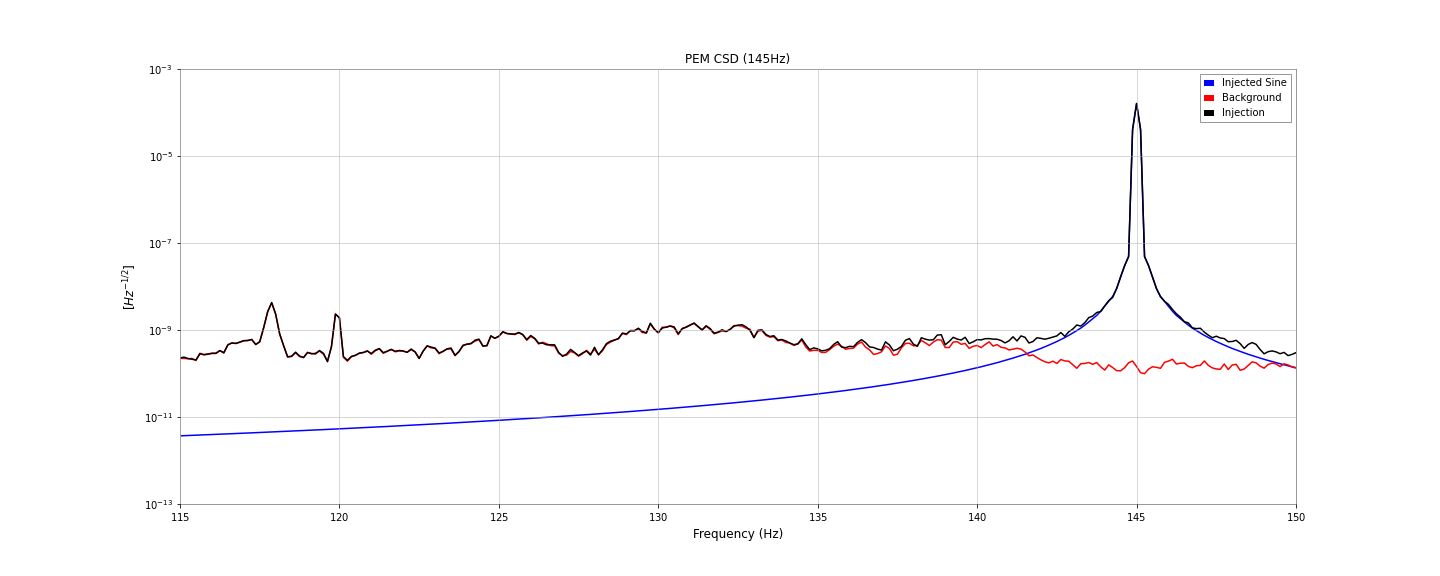 PEM CSD (145Hz)
10⁻³
10⁻⁵
10⁻⁷
10⁻⁹
10⁻¹¹
10⁻¹³
[Hz⁻¹/²]
Injected Sine
Background
Injection
115 120 125 130 135 140 145 150
Frequency (Hz)